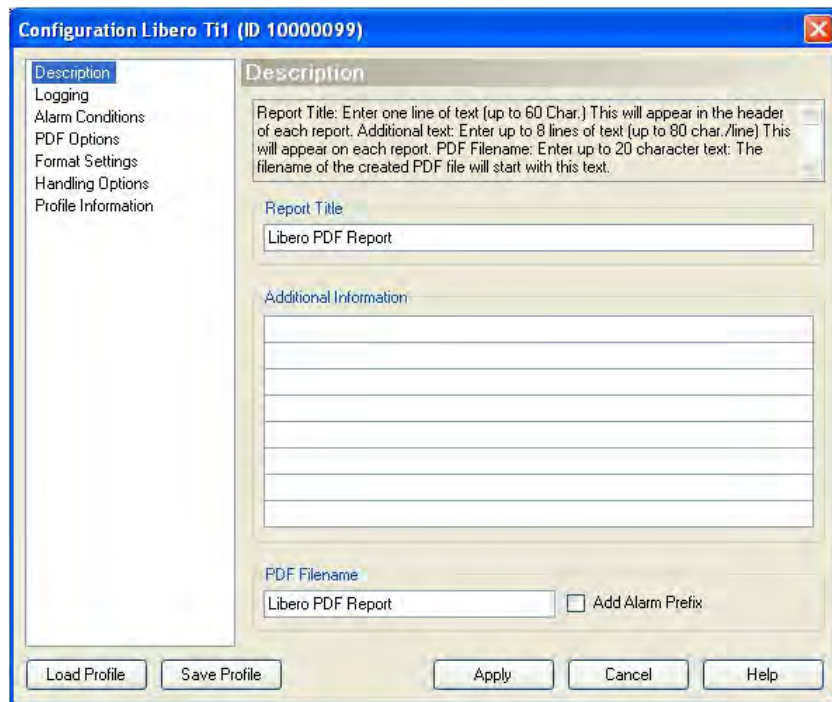 Configuration Libero Ti1 (ID 10000099)
Description
Logging
Alarm Conditions
PDF Options
Format Settings
Handling Options
Profile Information
Description
Report Title: Enter one line of text (up to 60 Char.) This will appear in the header
of each report. Additional text: Enter up to 8 lines of text (up to 80 char./line) This
will appear on each report. PDF Filename: Enter up to 20 character text: The
filename of the created PDF file will start with this text.
Report Title
Libero PDF Report
Additional Information
PDF Filename
Libero PDF Report
Add Alarm Prefix
Load Profile
Save Profile
Apply
Cancel
Help